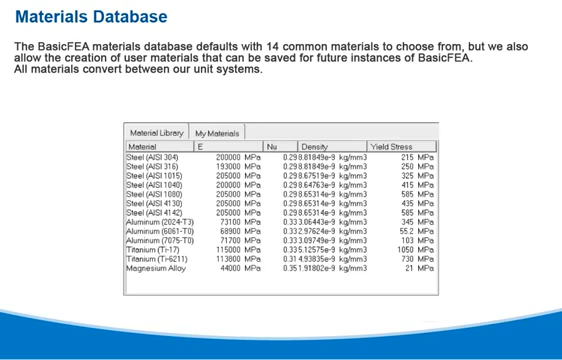 Materials Database
The BasicFEA materials database defaults with 14 common materials to choose from, but we also
allow the creation of user materials that can be saved for future instances of BasicFEA.
All materials convert between our unit systems.
Material Library My Materials
Material E Nu Density Yield Stress
Steel (AISI 304) 200000 MPa 0.29 8.81849e-9 kg/mm3 215 MPa
Steel (AISI 316) 193000 MPa 0.29 8.81849e-9 kg/mm3 250 MPa
Steel (AISI 1015) 205000 MPa 0.29 8.67519e-9 kg/mm3 325 MPa
Steel (AISI 1040) 200000 MPa 0.29 8.64763e-9 kg/mm3 415 MPa
Steel (AISI 1080) 205000 MPa 0.29 8.65314e-9 kg/mm3 585 MPa
Steel (AISI 4130) 205000 MPa 0.29 8.65314e-9 kg/mm3 435 MPa
Steel (AISI 4142) 205000 MPa 0.29 8.65314e-9 kg/mm3 585 MPa
Aluminum (2024-T3) 73100 MPa 0.33 3.06443e-9 kg/mm3 345 MPa
Aluminum (6061-T0) 68900 MPa 0.33 2.97624e-9 kg/mm3 55.2 MPa
Aluminum (7075-T0) 71700 MPa 0.33 3.09749e-9 kg/mm3 103 MPa
Titanium (Ti-17) 115000 MPa 0.33 5.12575e-9 kg/mm3 1050 MPa
Titanium (Ti-6211) 113800 MPa 0.31 4.93835e-9 kg/mm3 730 MPa
Magnesium Alloy 44000 MPa 0.35 1.91802e-9 kg/mm3 21 MPa